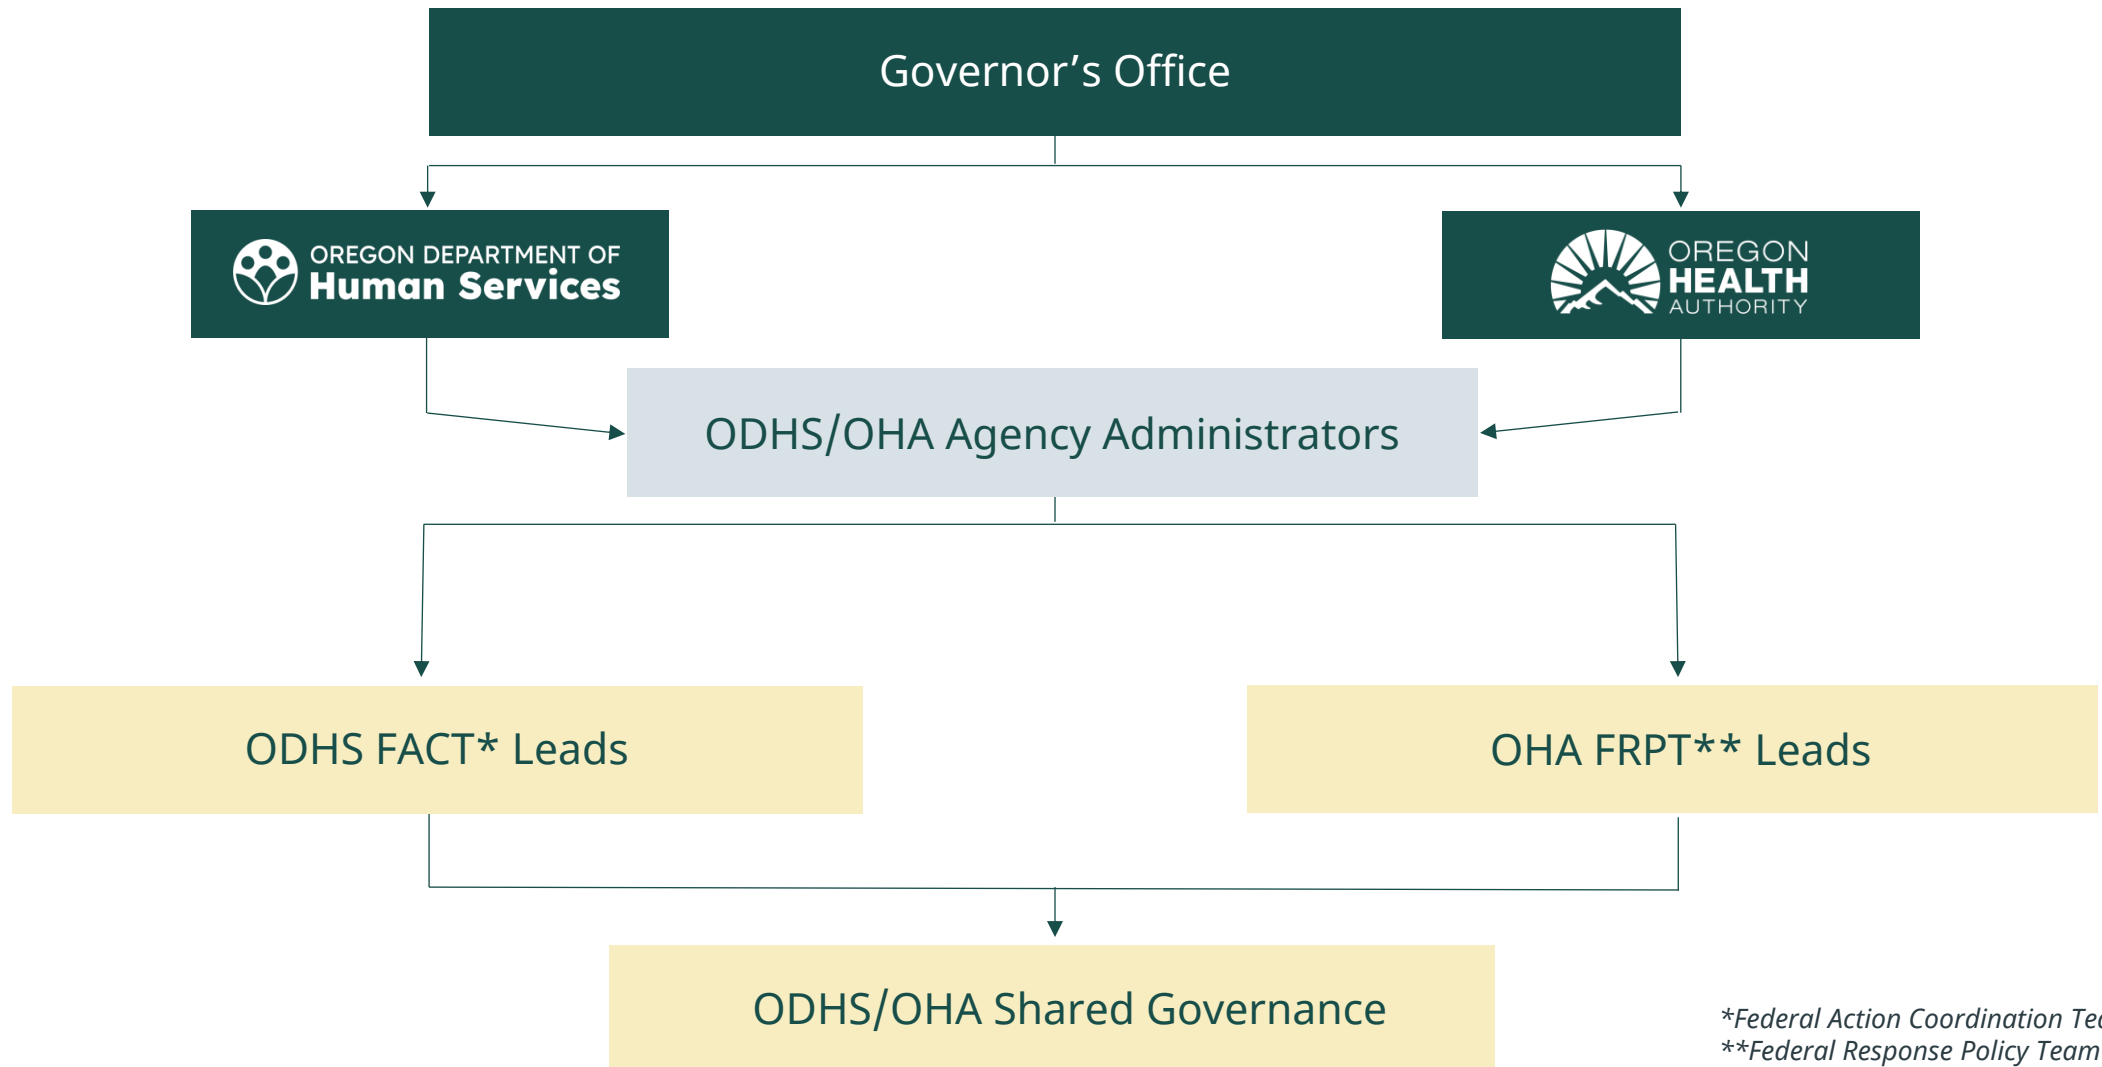 Governor’s Office
OREGON DEPARTMENT OF
Human Services
OREGON
HEALTH
AUTHORITY
ODHS/OHA Agency Administrators
ODHS FACT* Leads
OHA FRPT** Leads
ODHS/OHA Shared Governance
*Federal Action Coordination
**Federal Response Policy Team